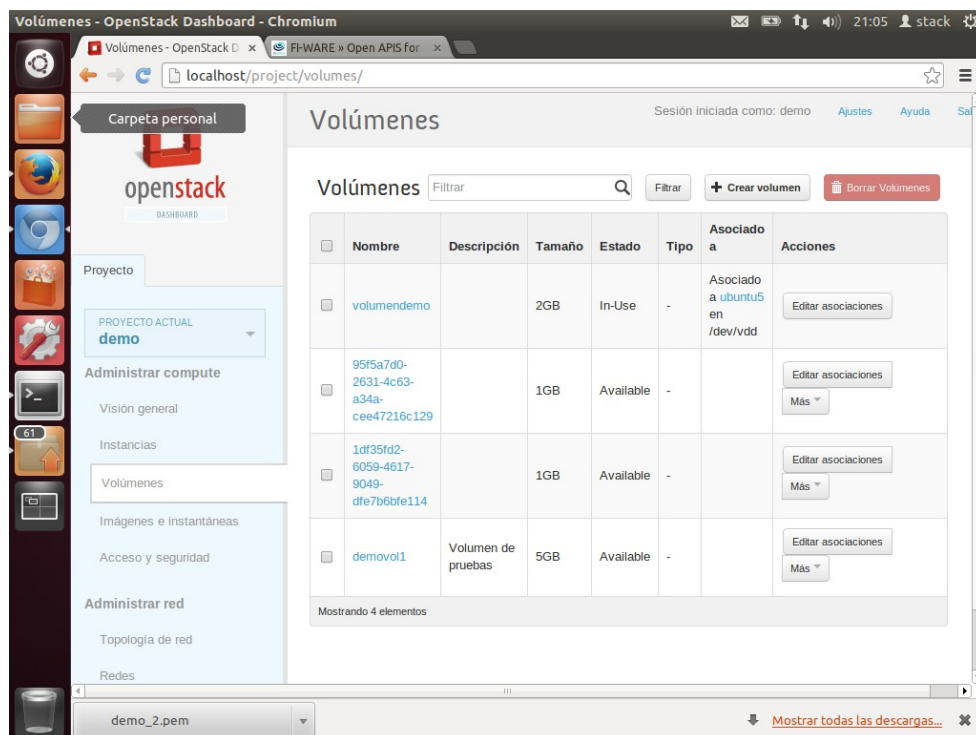 Volúmenes - OpenStack Dashboard - Chromium
21:05 stack
Volúmenes - OpenStack D
FI-WARE » Open APIS for
localhost/project/volumes/
Carpeta personal
openstack
DASHBOARD
Proyecto
PROYECTO ACTUAL
demo
Administrar compute
Visión general
Instancias
Volúmenes
Imágenes e instantáneas
Acceso y seguridad
Administrar red
Topología de red
Redes
61
Volúmenes
Sesión iniciada como: demo Ajustes Ayuda
Volúmenes Filtrar Filtrar + Crear volumen Borrar Volúmenes
Nombre Descripción Tamaño Estado Tipo Asociado a Acciones
volumendemo 2GB In-Use - Asociado a ubuntu5 en /dev/vdd Editar asociaciones
95f5a7d0-2631-4c63-a34a-cee47216c129 1GB Available - Editar asociaciones Más
1df35fd2-6059-4617-9049-dfe7b6bfe114 1GB Available - Editar asociaciones Más
demovol1 Volumen de pruebas 5GB Available - Editar asociaciones Más
Mostrando 4 elementos
demo_2.pem
Mostrar todas las descargas...